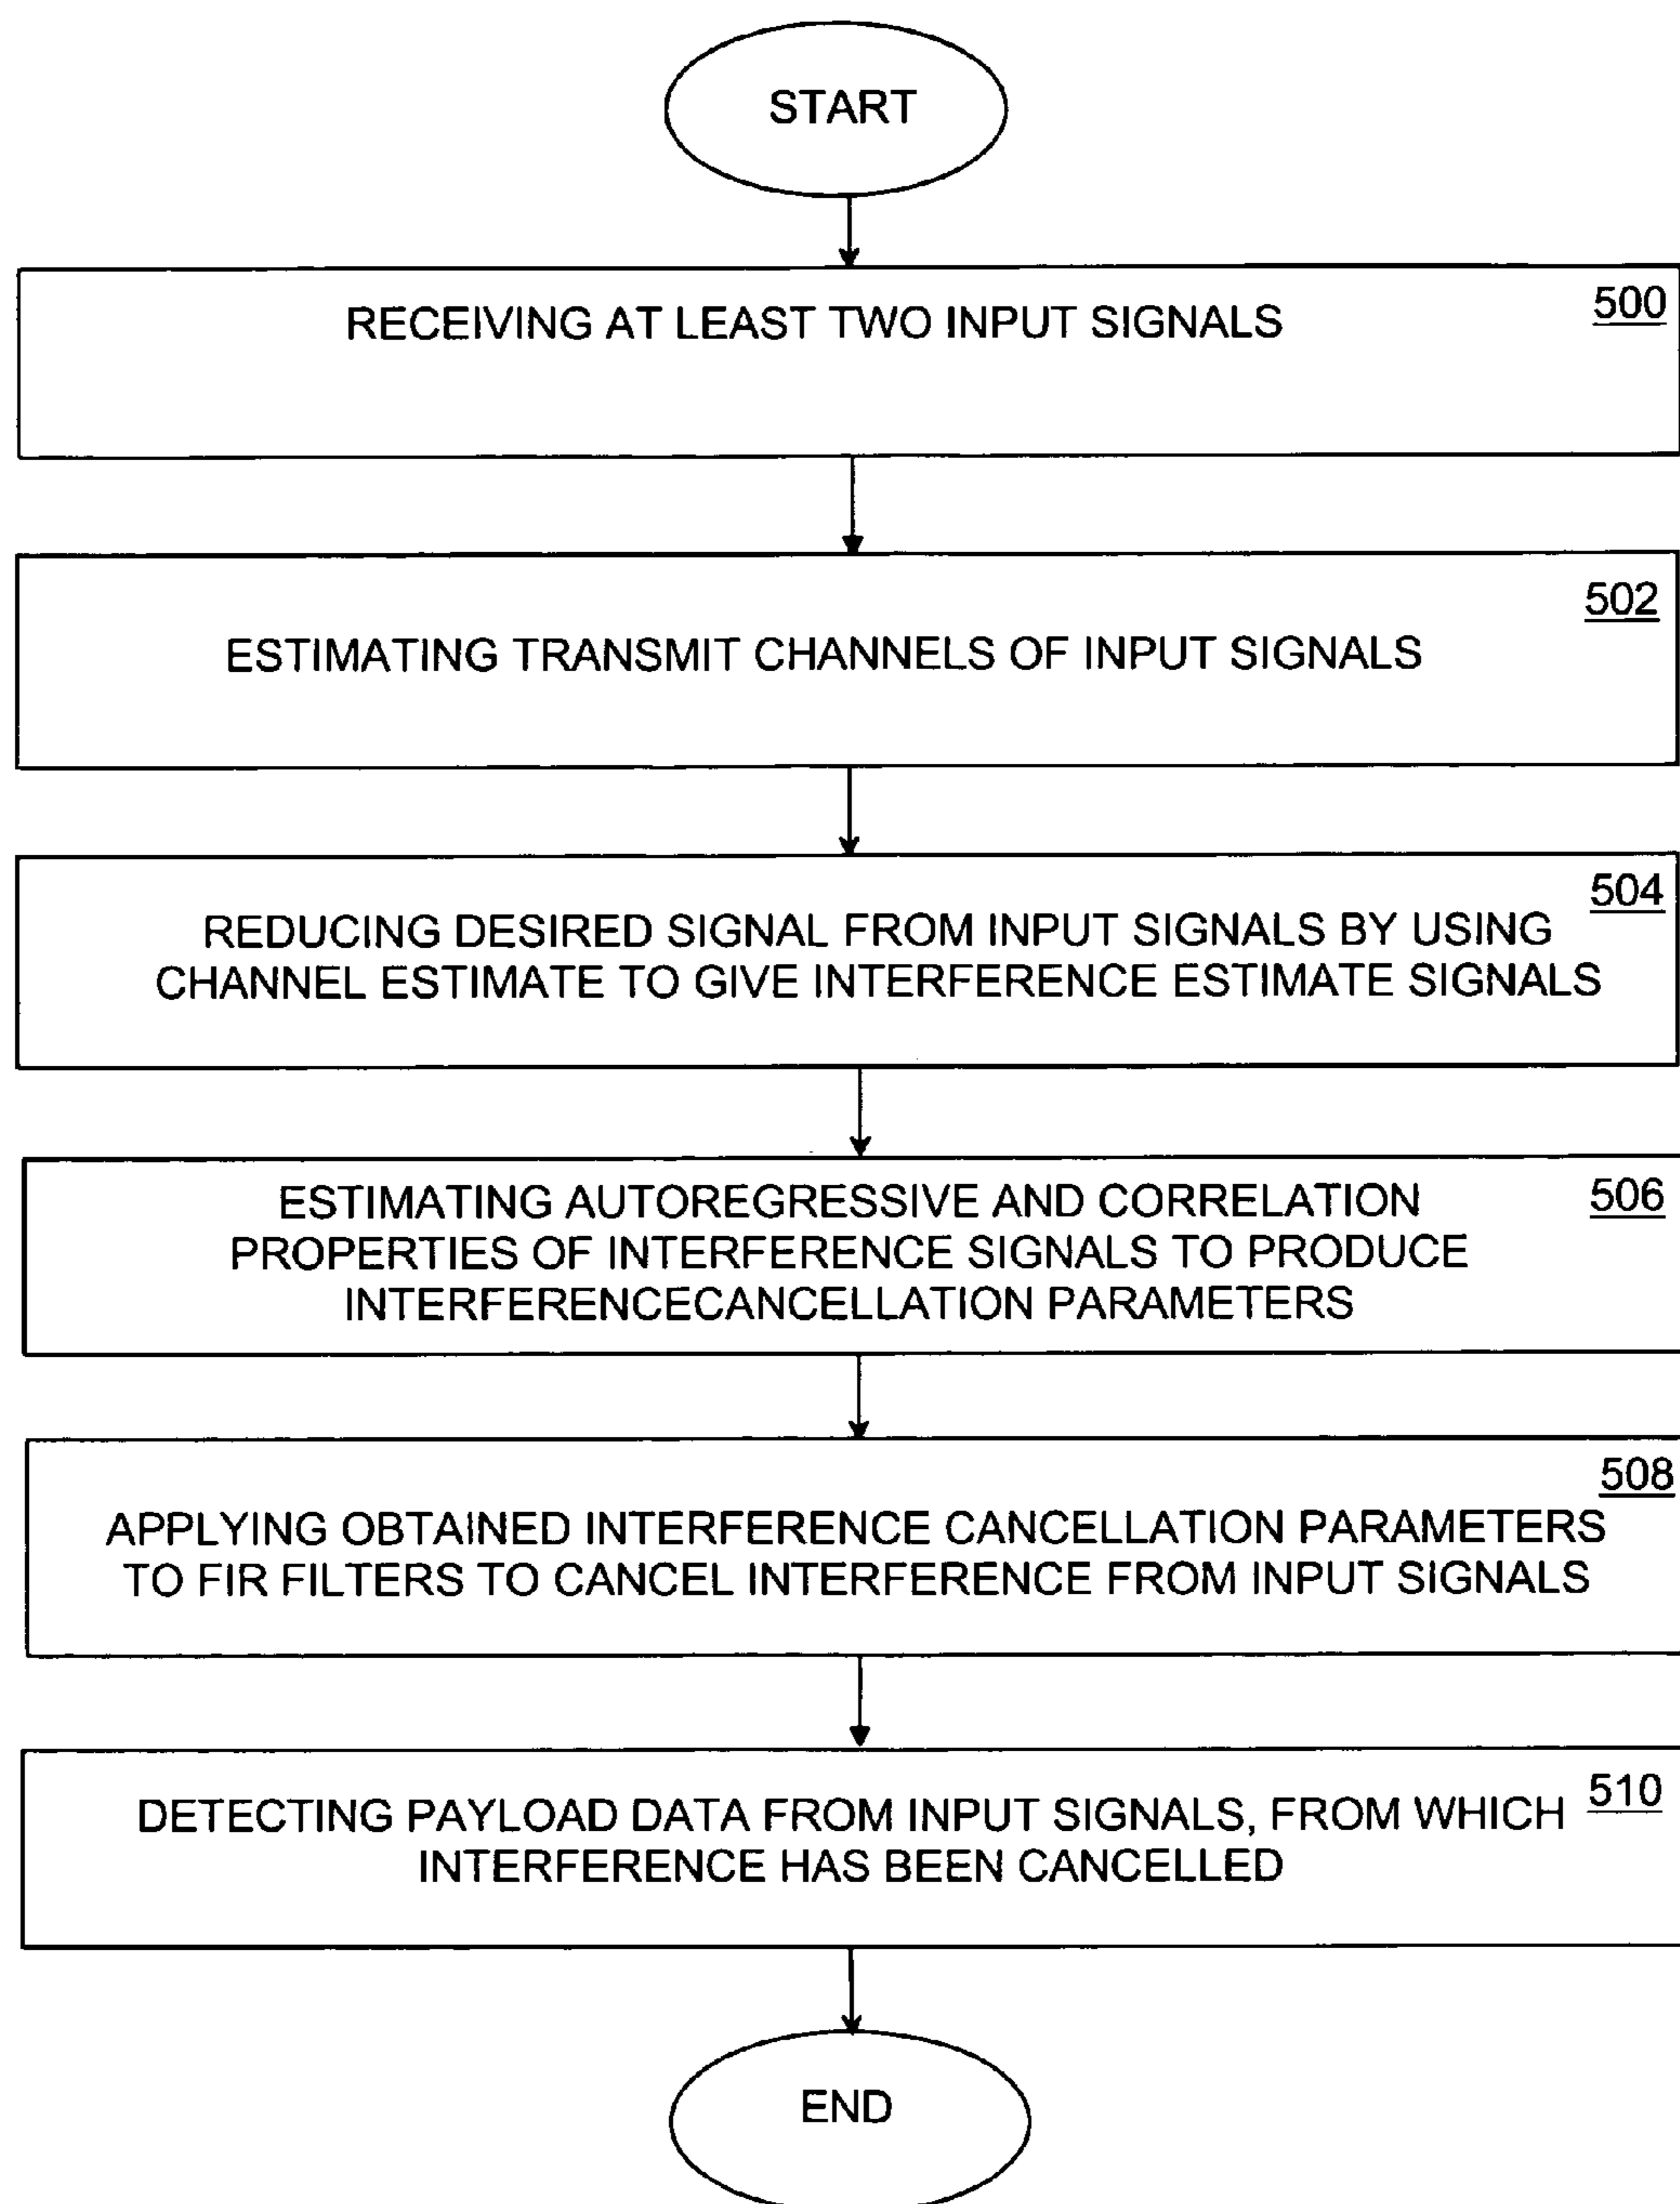 START
500
RECEIVING AT LEAST TWO INPUT SIGNALS
502
ESTIMATING TRANSMIT CHANNELS OF INPUT SIGNALS
504
REDUCING DESIRED SIGNAL FROM INPUT SIGNALS BY USING
CHANNEL ESTIMATE TO GIVE INTERFERENCE ESTIMATE SIGNALS
506
ESTIMATING AUTOREGRESSIVE AND CORRELATION
PROPERTIES OF INTERFERENCE SIGNALS TO PRODUCE
INTERFERENCECANCELLATION PARAMETERS
508
APPLYING OBTAINED INTERFERENCE CANCELLATION PARAMETERS
TO FIR FILTERS TO CANCEL INTERFERENCE FROM INPUT SIGNALS
510
DETECTING PAYLOAD DATA FROM INPUT SIGNALS, FROM WHICH
INTERFERENCE HAS BEEN CANCELLED
END